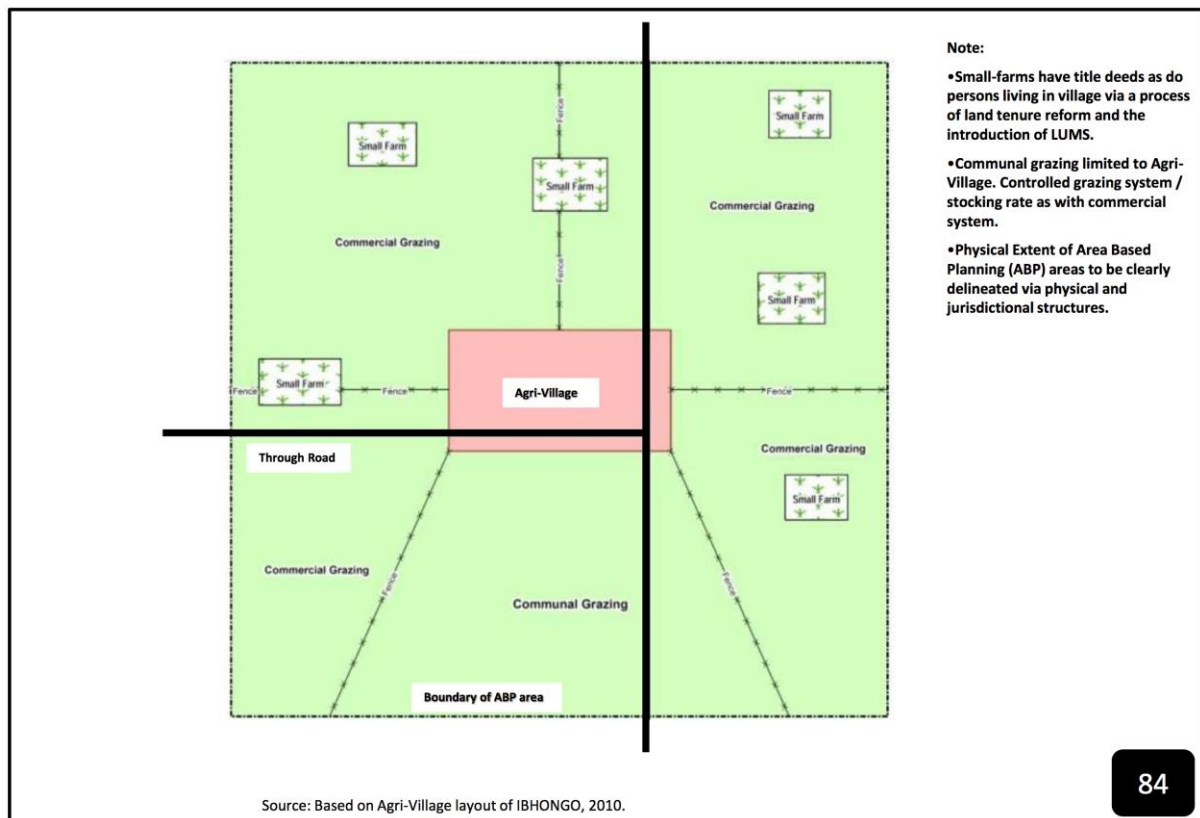 Fence
Small Farm
Small Farm
Small Farm
Commercial Grazing
Commercial Grazing
Fence
Small Farm
Fence
Small Farm
Fence
Agri-Village
Fence
Through Road
Commercial Grazing
Small Farm
Commercial Grazing
Fence
Fence
Communal Grazing
Boundary of ABP area
Note:
•Small-farms have title deeds as do
persons living in village via a process
of land tenure reform and the
introduction of LUMS.
•Communal grazing limited to Agri-
Village. Controlled grazing system /
stocking rate as with commercial
system.
•Physical Extent of Area Based
Planning (ABP) areas to be clearly
delineated via physical and
jurisdictional structures.
Source: Based on Agri-Village layout of IBHONGO, 2010.
84